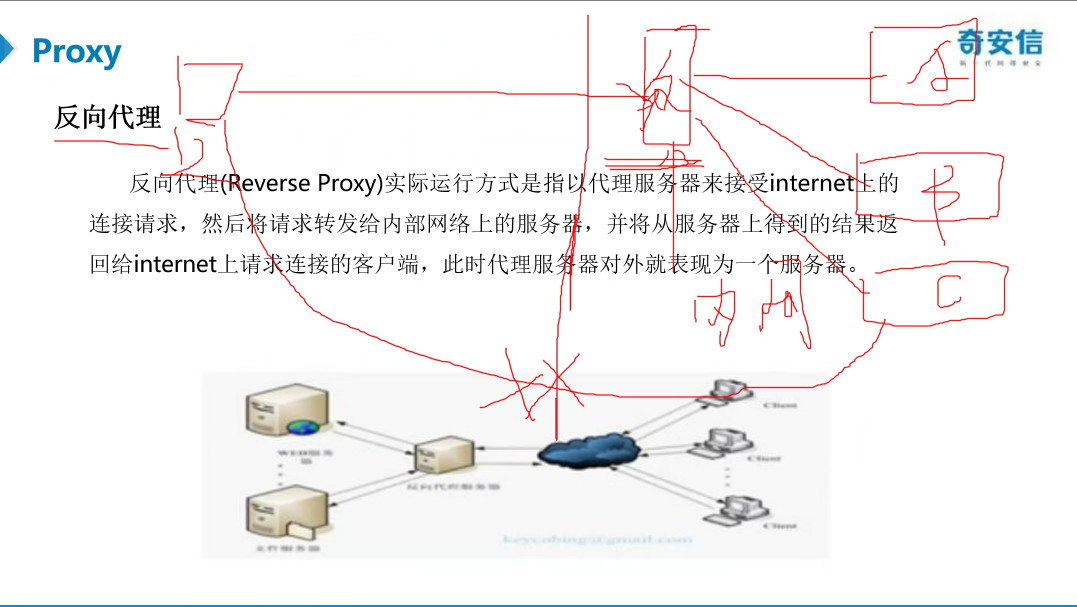 Proxy
奇安信
反向代理
反向代理(Reverse Proxy)实际运行方式是指以代理服务器来接受internet上的
连接请求，然后将请求转发给内部网络上的服务器，并将从服务器上得到的结果返
回给internet上请求连接的客户端，此时代理服务器对外就表现为一个服务器。
A
B
C
D
内网
Client
WEB服务
器
Client
反向代理服务器
Client
文件服务器